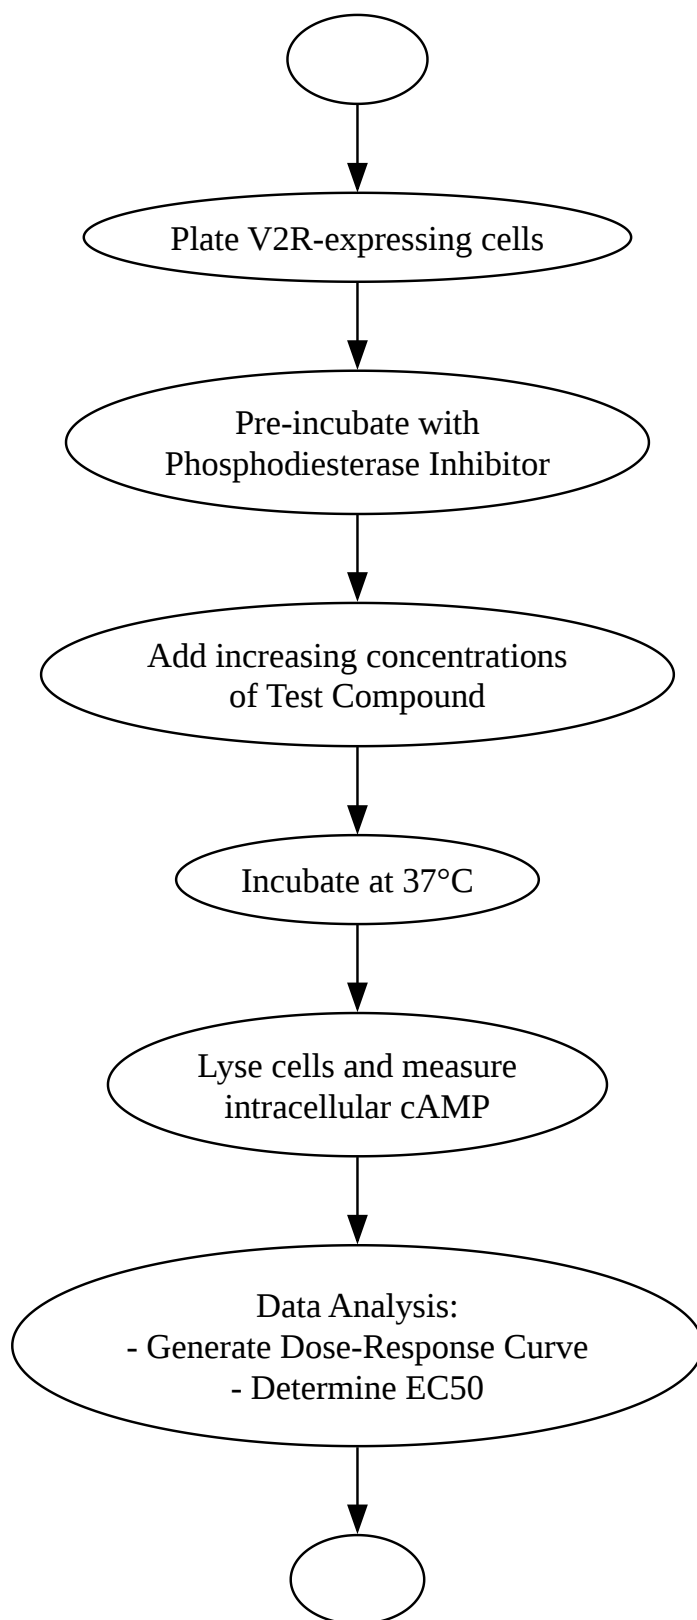 Plate V2R-expressing cells
Pre-incubate with
Phosphodiesterase Inhibitor
Add increasing concentrations
of Test Compound
Incubate at 37°C
Lyse cells and measure
intracellular cAMP
Data Analysis:
- Generate Dose-Response Curve
- Determine EC50